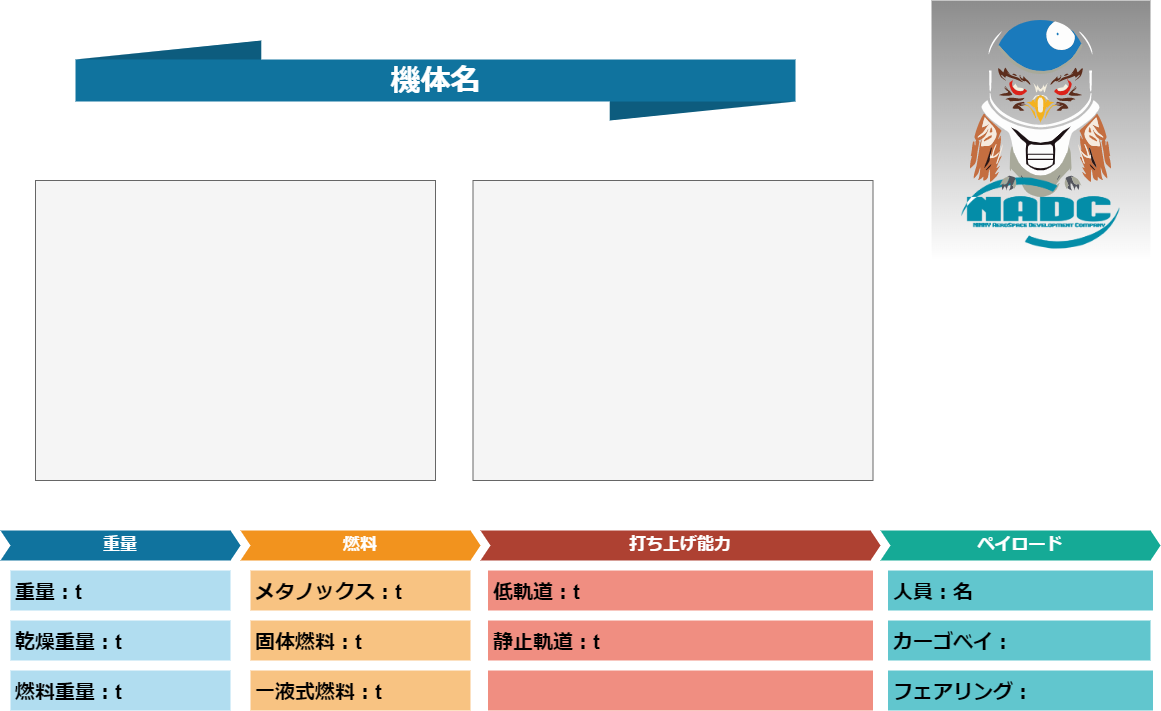 機体名
NADC
NANNY AEROSPACE DEVELOPMENT COMPANY
重量
燃料
打ち上げ能力
ペイロード
重量：t
メタノックス：t
低軌道：t
人員：名
乾燥重量：t
固体燃料：t
静止軌道：t
カーゴベイ：
燃料重量：t
一液式燃料：t
フェアリング：